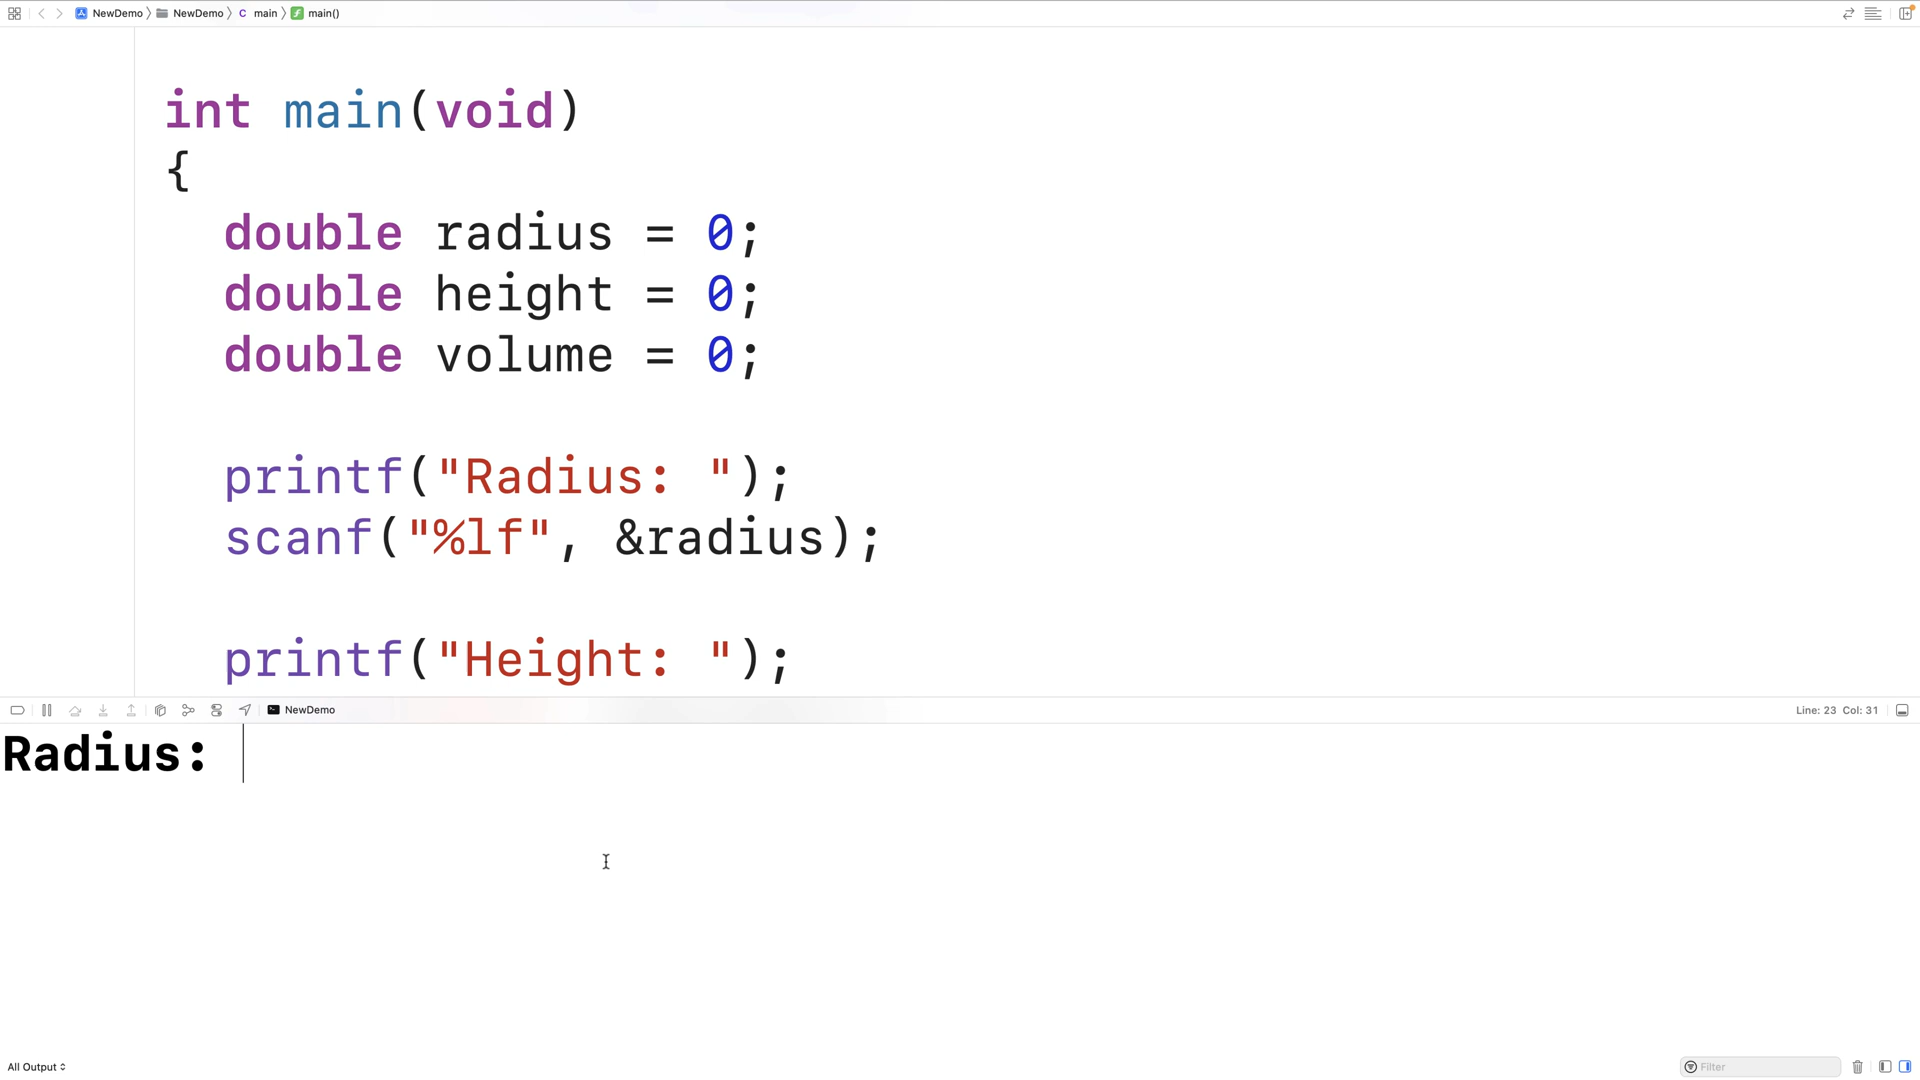 NewDemo NewDemo C main f main()
int main(void)
{
double radius = 0;
double height = 0;
double volume = 0;
printf("Radius: ");
scanf("%lf", &radius);
printf("Height: ");
NewDemo Line: 23 Col: 31
Radius:
All Output Filter